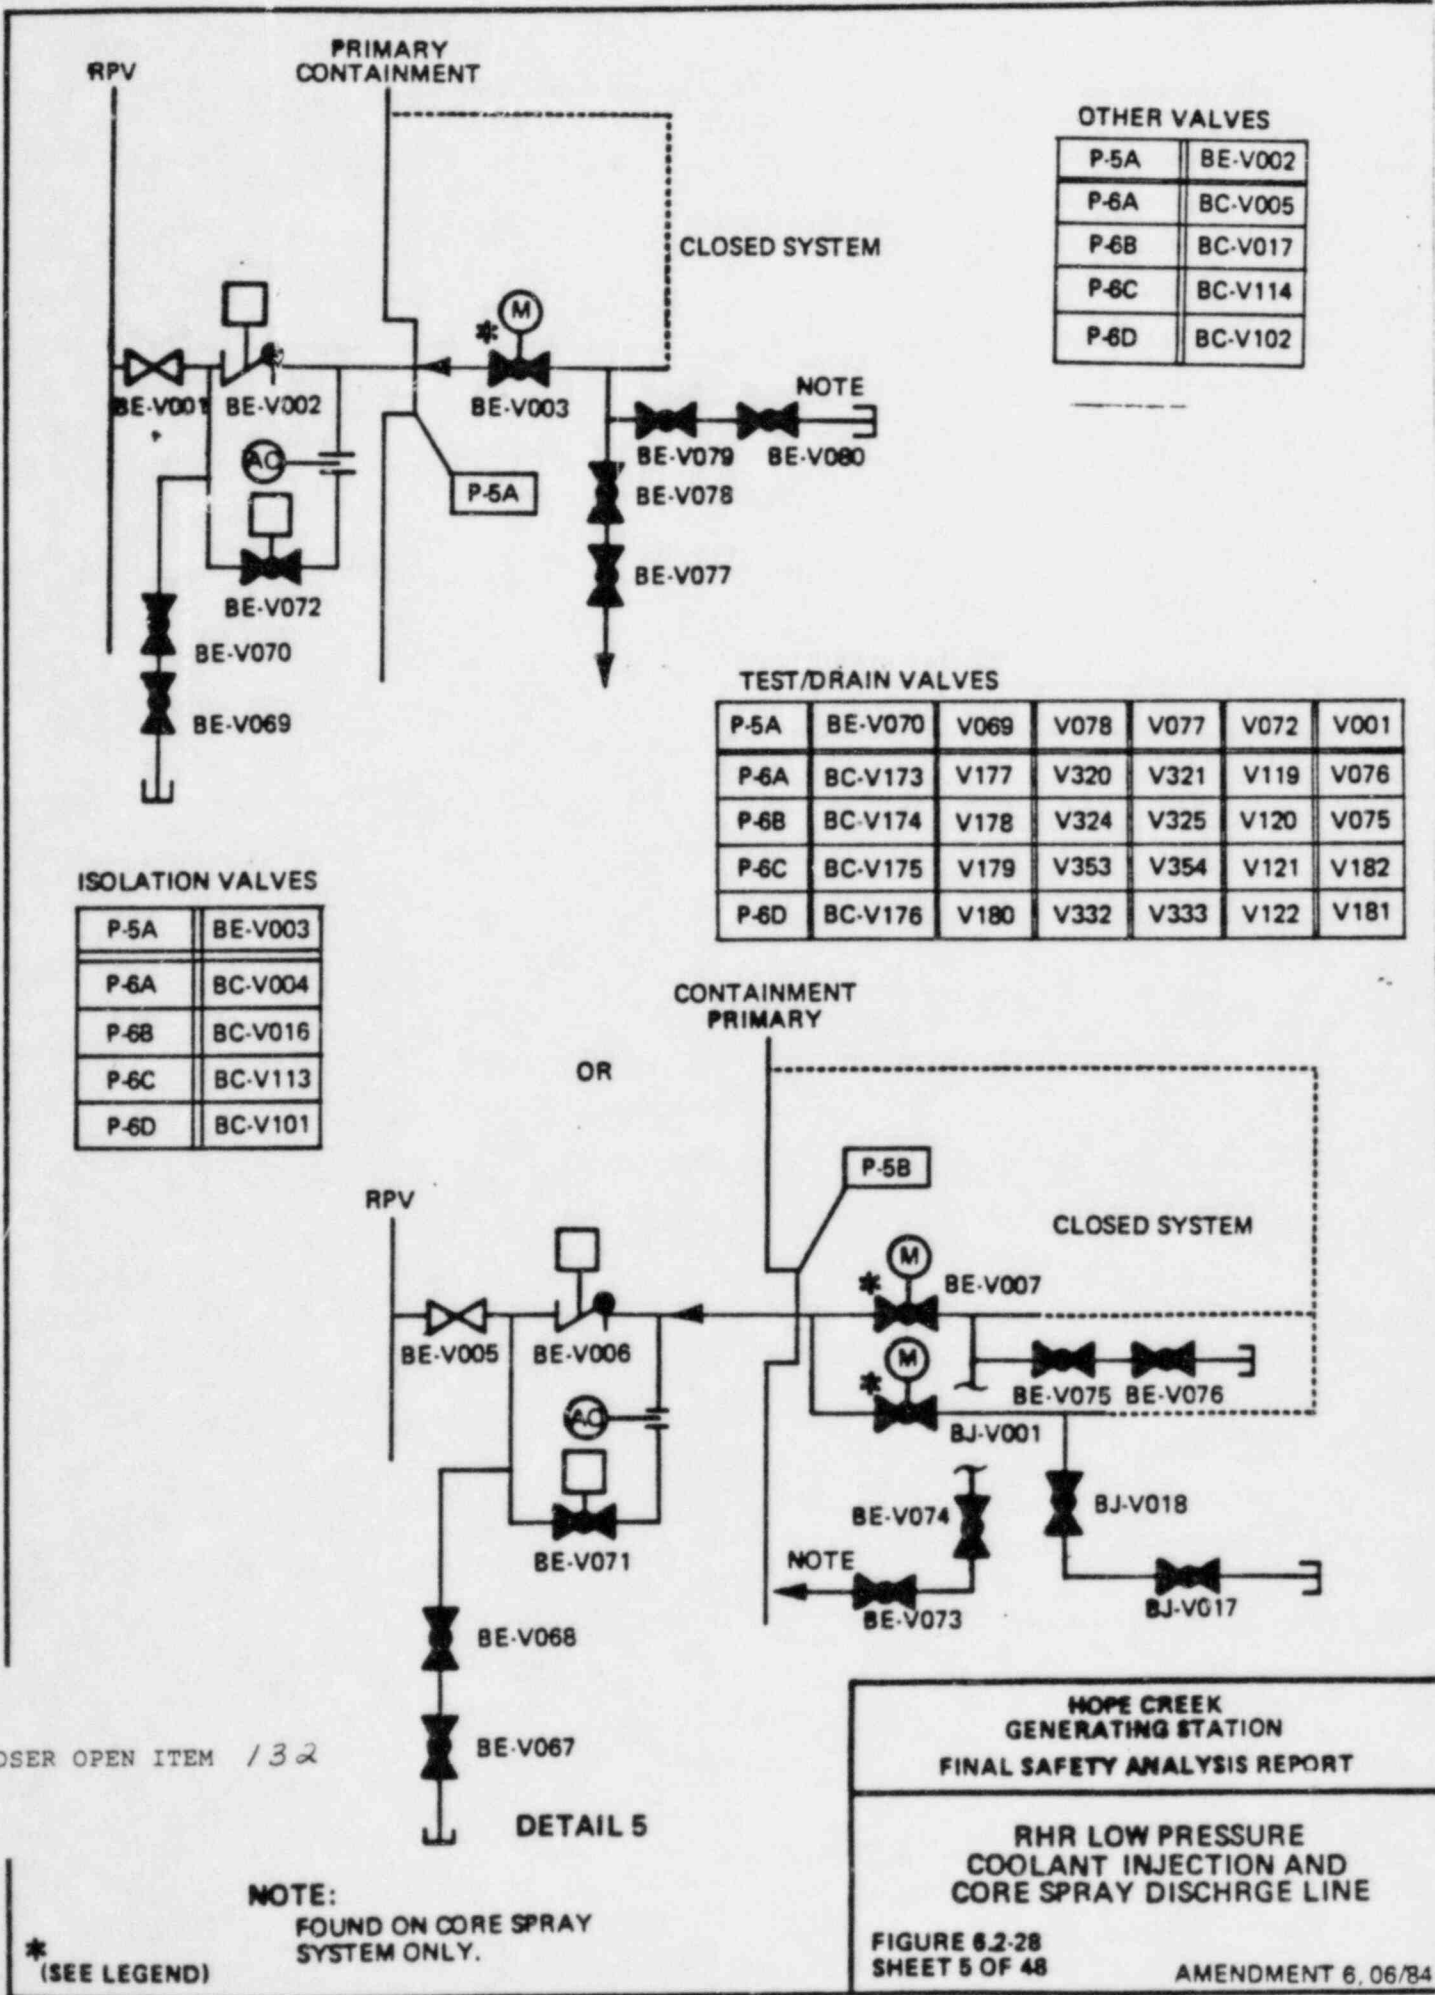 RPV
PRIMARY
CONTAINMENT
OTHER VALVES
P-5A BE-V002
P-6A BC-V005
P-6B BC-V017
P-6C BC-V114
P-6D BC-V102
CLOSED SYSTEM
M
*
BE-V001 BE-V002 BE-V003
NOTE
BE-V079 BE-V080
AO
P-5A
BE-V078
BE-V077
BE-V072
BE-V070
BE-V069
TEST/DRAIN VALVES
P-5A BE-V070 V069 V078 V077 V072 V001
P-6A BC-V173 V177 V320 V321 V119 V076
P-6B BC-V174 V178 V324 V325 V120 V075
P-6C BC-V175 V179 V353 V354 V121 V182
P-6D BC-V176 V180 V332 V333 V122 V181
ISOLATION VALVES
P-5A BE-V003
P-6A BC-V004
P-6B BC-V016
P-6C BC-V113
P-6D BC-V101
OR
CONTAINMENT
PRIMARY
P-5B
RPV
CLOSED SYSTEM
M
* BE-V007
BE-V005 BE-V006
M
*
BE-V075 BE-V076
AO
BJ-V001
BE-V074
BJ-V018
BE-V071
NOTE
BE-V073
BJ-V017
BE-V068
BE-V067
DSER OPEN ITEM 132
DETAIL 5
NOTE:
FOUND ON CORE SPRAY
SYSTEM ONLY.
*
(SEE LEGEND)
HOPE CREEK
GENERATING STATION
FINAL SAFETY ANALYSIS REPORT
RHR LOW PRESSURE
COOLANT INJECTION AND
CORE SPRAY DISCHRGE LINE
FIGURE 6.2-28
SHEET 5 OF 48
AMENDMENT 6, 06/84